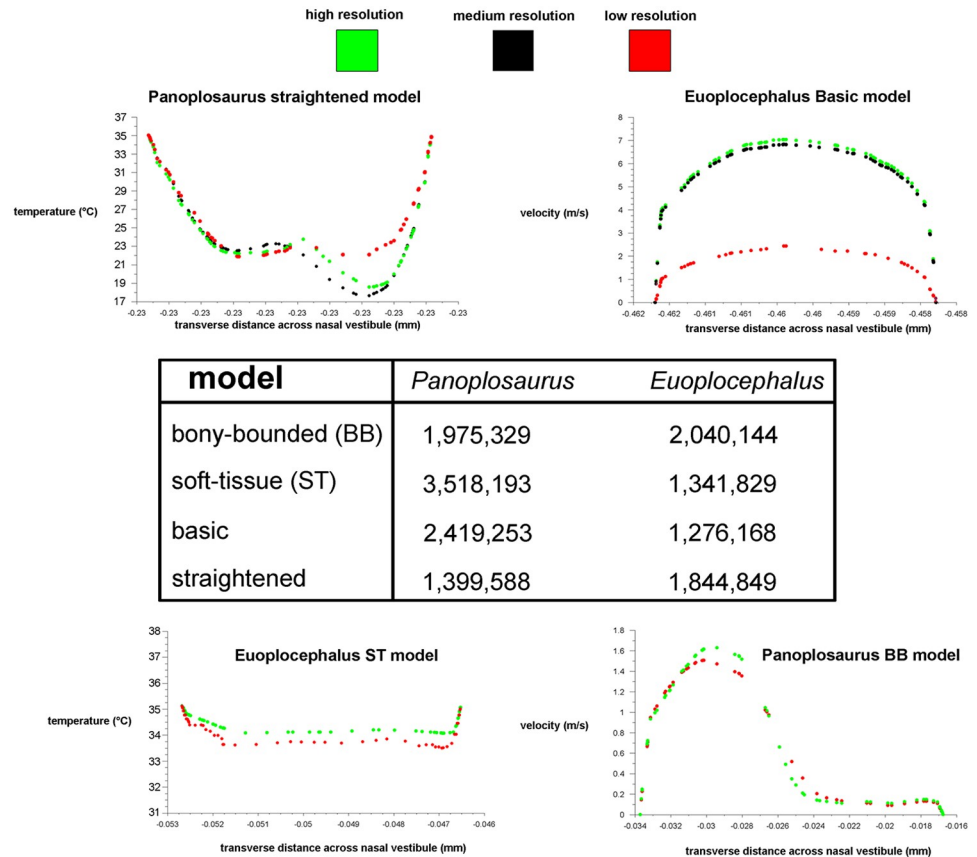 high resolution medium resolution low resolution
Panoplosaurus straightened model
37
35
33
31
29
27
25
23
21
19
17
temperature (°C)
-0.23 -0.23 -0.23 -0.23 -0.23 -0.23 -0.23 -0.23 -0.23 -0.23 -0.23
transverse distance across nasal vestibule (mm)
Euoplocephalus Basic model
8
7
6
5
4
3
2
1
0
velocity (m/s)
-0.462 -0.462 -0.461 -0.461 -0.46 -0.46 -0.459 -0.459 -0.458 -0.458
transverse distance across nasal vestibule (mm)
model Panoplosaurus Euoplocephalus
bony-bounded (BB) 1,975,329 2,040,144
soft-tissue (ST) 3,518,193 1,341,829
basic 2,419,253 1,276,168
straightened 1,399,588 1,844,849
Euoplocephalus ST model
38
37
36
35
34
33
32
31
temperature (°C)
-0.053 -0.052 -0.051 -0.05 -0.049 -0.048 -0.047 -0.046
transverse distance across nasal vestibule (mm)
Panoplosaurus BB model
1.8
1.6
1.4
1.2
1
0.8
0.6
0.4
0.2
0
velocity (m/s)
-0.034 -0.032 -0.03 -0.028 -0.026 -0.024 -0.022 -0.02 -0.018 -0.016
transverse distance across nasal vestibule (mm)